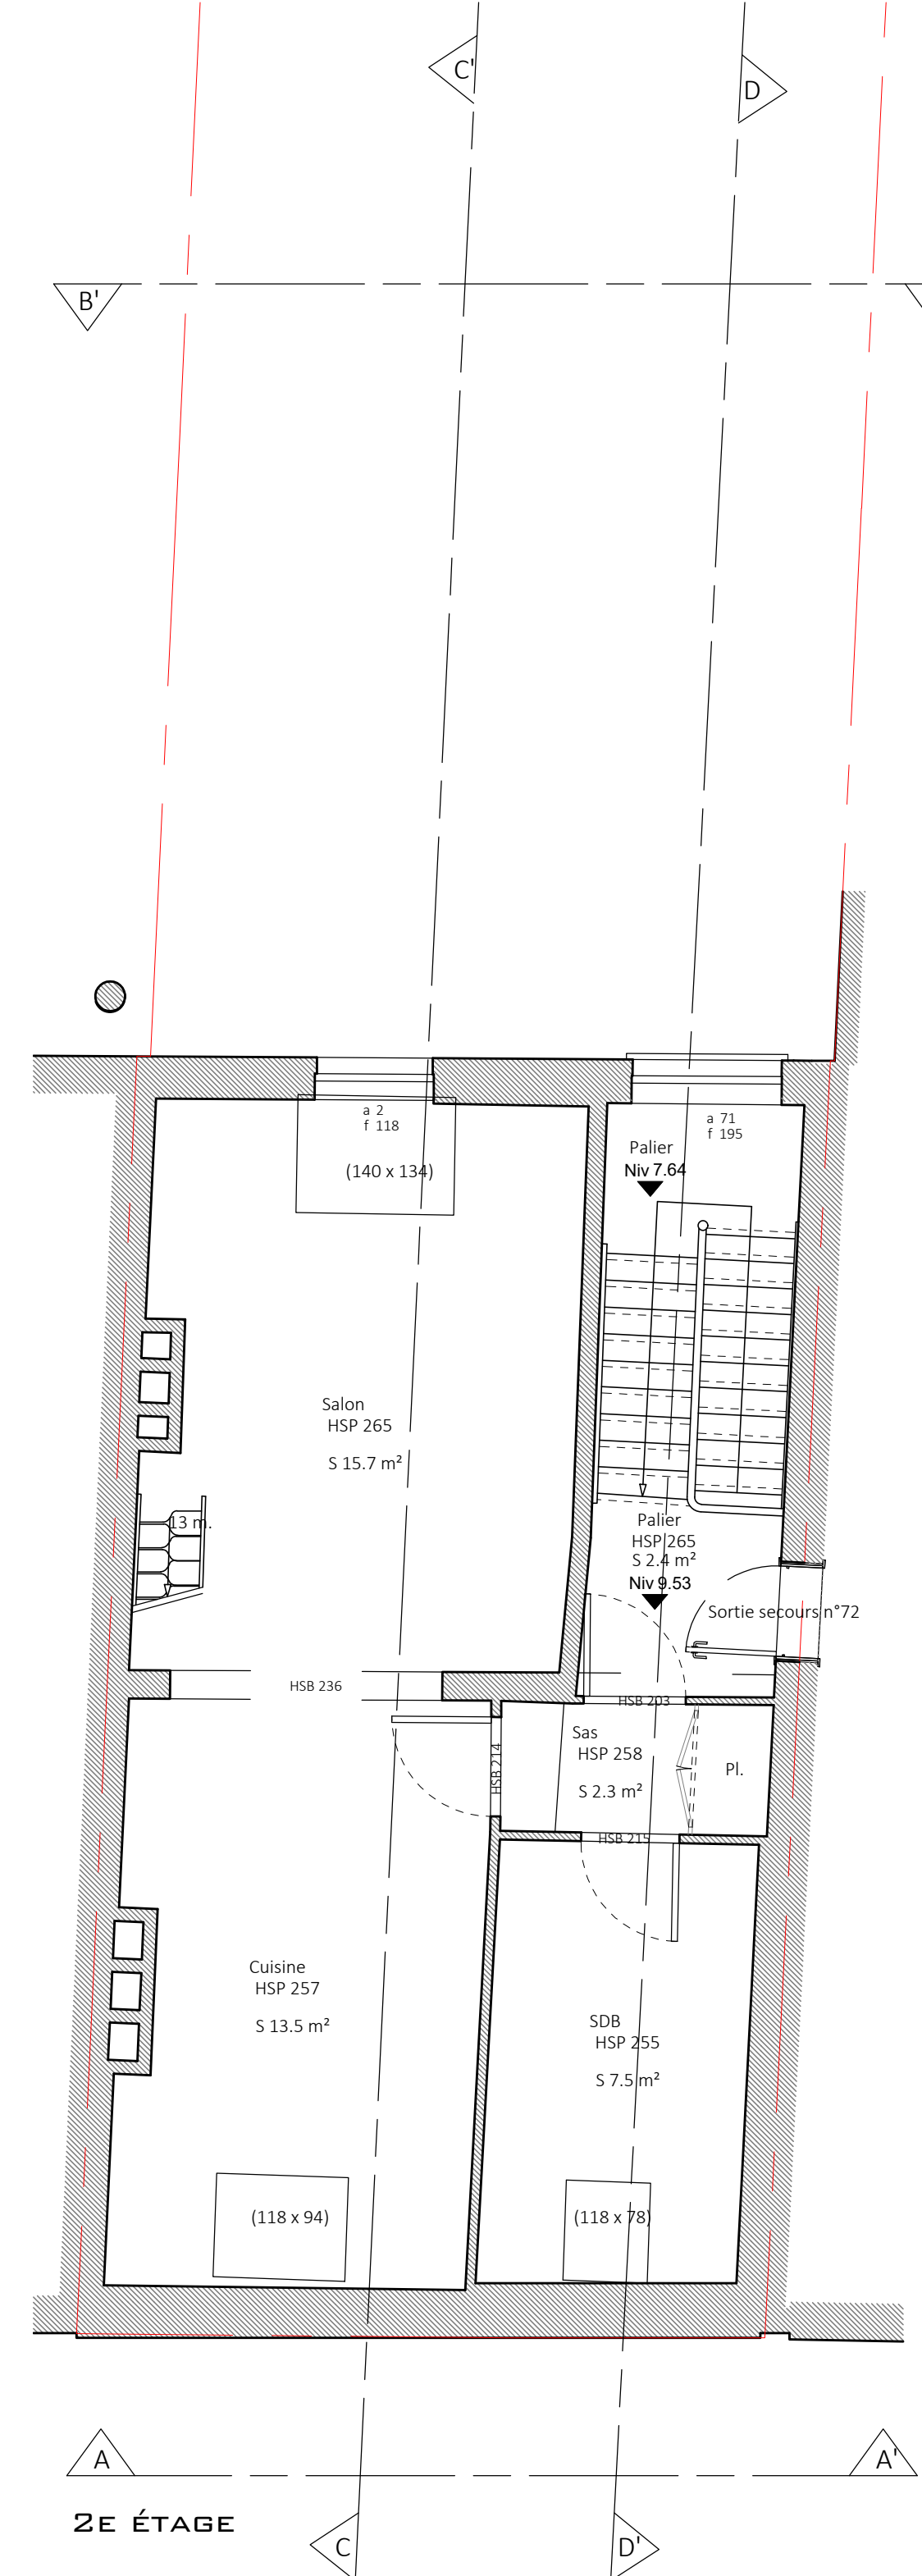 C'
D
B'
a 2
f 118
(140 x 134)
a 71
f 195
Palier
Niv 7.64
Salon
HSP 265
S 15.7 m²
13 m.
Palier
HSP 265
S 2.4 m²
Niv 9.53
Sortie secours n°72
HSB 236
HSB 203
Sas
HSP 258
S 2.3 m²
HSB 214
Pl.
HSB 215
Cuisine
HSP 257
S 13.5 m²
SDB
HSP 255
S 7.5 m²
(118 x 94)
(118 x 78)
A
A'
2E ÉTAGE
C
D'